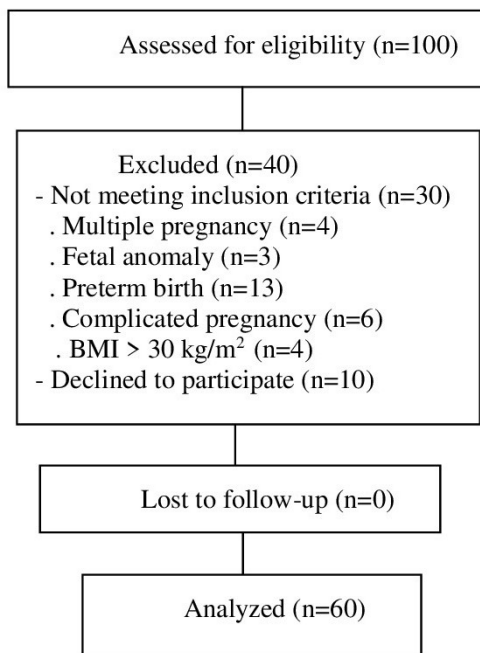 Assessed for eligibility (n=100)
Excluded (n=40)
- Not meeting inclusion criteria (n=30)
. Multiple pregnancy (n=4)
. Fetal anomaly (n=3)
. Preterm birth (n=13)
. Complicated pregnancy (n=6)
. BMI > 30 kg/m² (n=4)
- Declined to participate (n=10)
Lost to follow-up (n=0)
Analyzed (n=60)